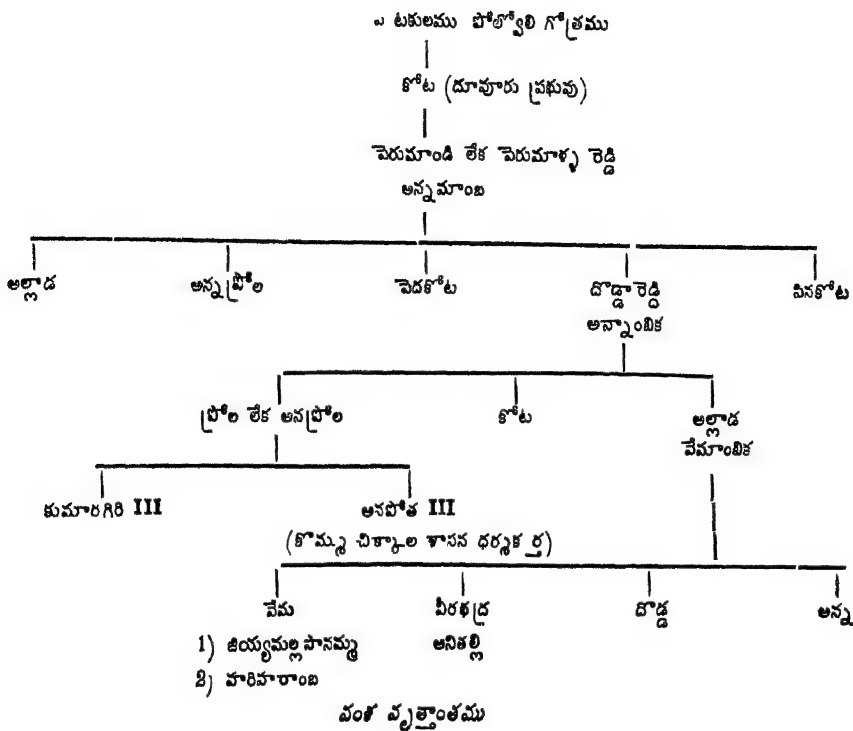 టకులము పోల్వోలి గోత్రము
కోట (దూవూరు ప్రభువు)
పెరుమాండి లేక పెరుమాళ్ళ రెడ్డి
అన్నమాంబ
అల్లాడ అన్నప్రోల పెదకోట దొడ్డారెడ్డి పినకోట
అన్నాంబిక
ప్రోల లేక అనప్రోల కోట అల్లాడ
వేమాంబిక
కుమారగిరి III అనపోత III
(కొమ్ము చిక్కాల శాసన ధర్మకర్త)
వేమ వీరభద్ర దొడ్డ అన్న
1) జియ్యమల్లసానమ్మ అనితల్లి
2) హరిహరాంబ
వంశ వృత్తాంతము